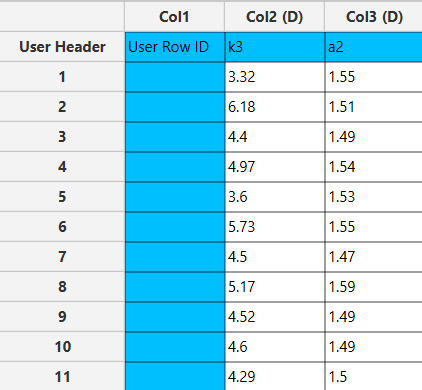 Col1 Col2 (D) Col3 (D)
User Header User Row ID k3 a2
1 3.32 1.55
2 6.18 1.51
3 4.4 1.49
4 4.97 1.54
5 3.6 1.53
6 5.73 1.55
7 4.5 1.47
8 5.17 1.59
9 4.52 1.49
10 4.6 1.49
11 4.29 1.5